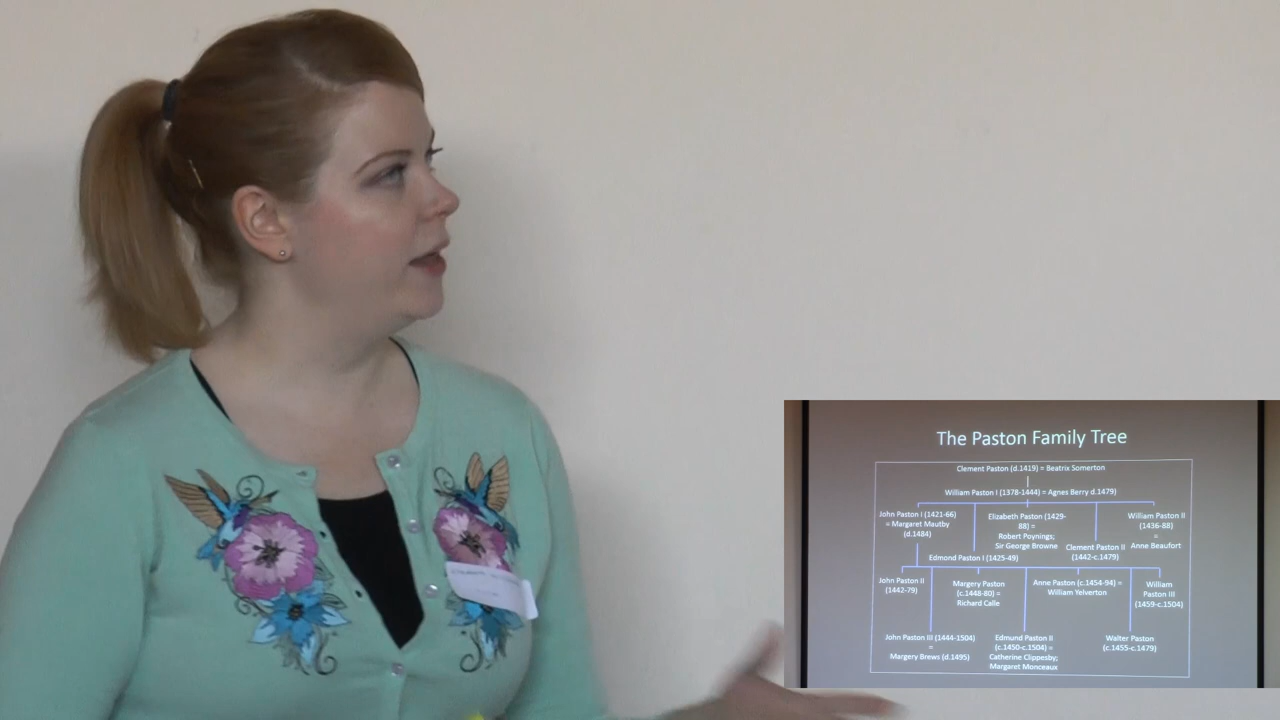 The Paston Family Tree
Clement Paston (d.1419) = Beatrix Somerton
William Paston I (1378-1444) = Agnes Berry d.1479)
John Paston I (1421-66)
= Margaret Mautby
(d.1484)
Elizabeth Paston (1429-
88) =
Robert Poynings;
Sir George Browne
William Paston II
(1436-88)
=
Anne Beaufort
Edmund Paston I (1425-49)
Clement Paston II
(1442-c.1479)
John Paston II
(1442-79)
Margery Paston
(c.1448-80) =
Richard Calle
Anne Paston (c.1454-94) =
William Yelverton
William
Paston III
(1459-c.1504)
John Paston III (1444-1504)
=
Margery Brews (d.1495)
Edmund Paston II
(c.1450-c.1504) =
Catherine Clippesby;
Margaret Monceaux
Walter Paston
(c.1455-c.1479)